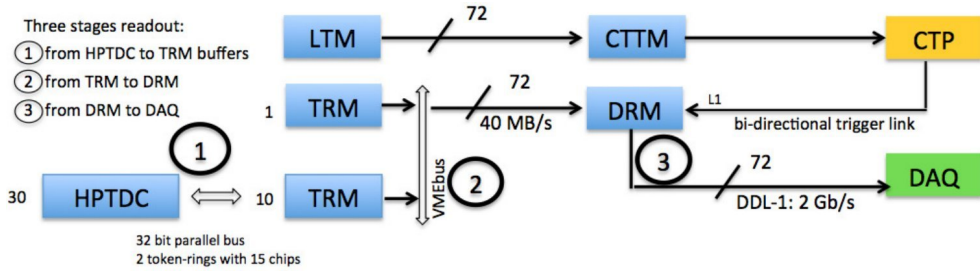 Three stages readout:
1 from HPTDC to TRM buffers
2 from TRM to DRM
3 from DRM to DAQ
LTM
72
CTTM
CTP
1
TRM
72
40 MB/s
DRM
L1
bi-directional trigger link
1
30
HPTDC
10
TRM
VMEbus
2
3
72
DDL-1: 2 Gb/s
DAQ
32 bit parallel bus
2 token-rings with 15 chips